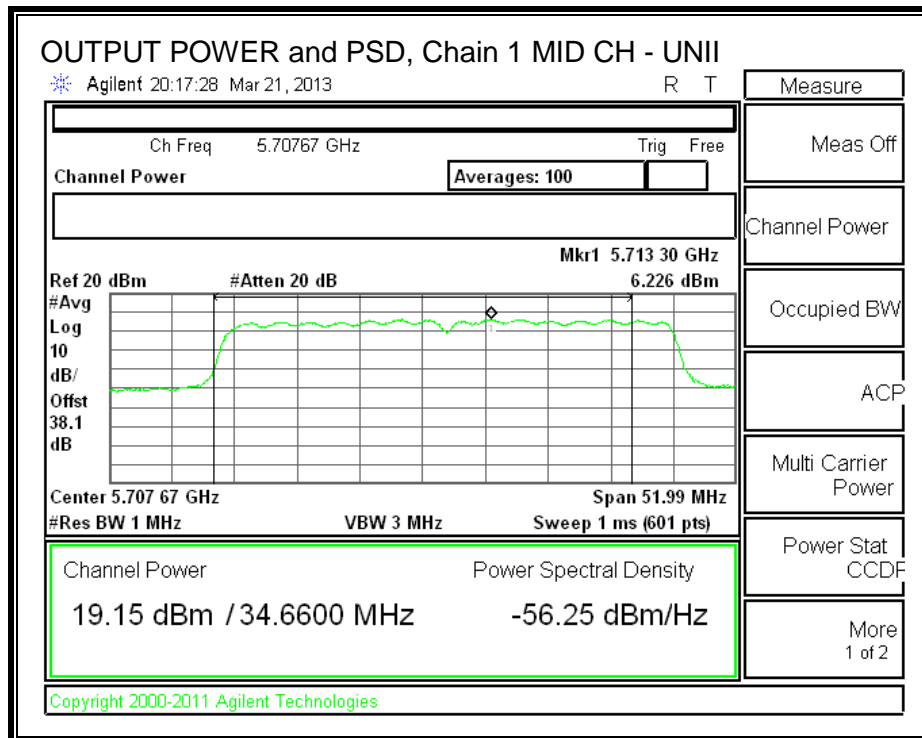 OUTPUT POWER and PSD, Chain 1 MID CH - UNII
Agilent 20:17:28 Mar 21, 2013 R T
Measure
Ch Freq 5.70767 GHz Trig Free
Meas Off
Channel Power Averages: 100
Channel Power
Mkr1 5.713 30 GHz
Ref 20 dBm #Atten 20 dB 6.226 dBm
#Avg
Log
10
dB/
Offst
38.1
dB
1
Occupied BW
ACP
Multi Carrier
Power
Center 5.707 67 GHz Span 51.99 MHz
#Res BW 1 MHz VBW 3 MHz Sweep 1 ms (601 pts)
Power Stat
CCDF
Channel Power Power Spectral Density
19.15 dBm / 34.6600 MHz -56.25 dBm/Hz
More
1 of 2
Copyright 2000-2011 Agilent Technologies